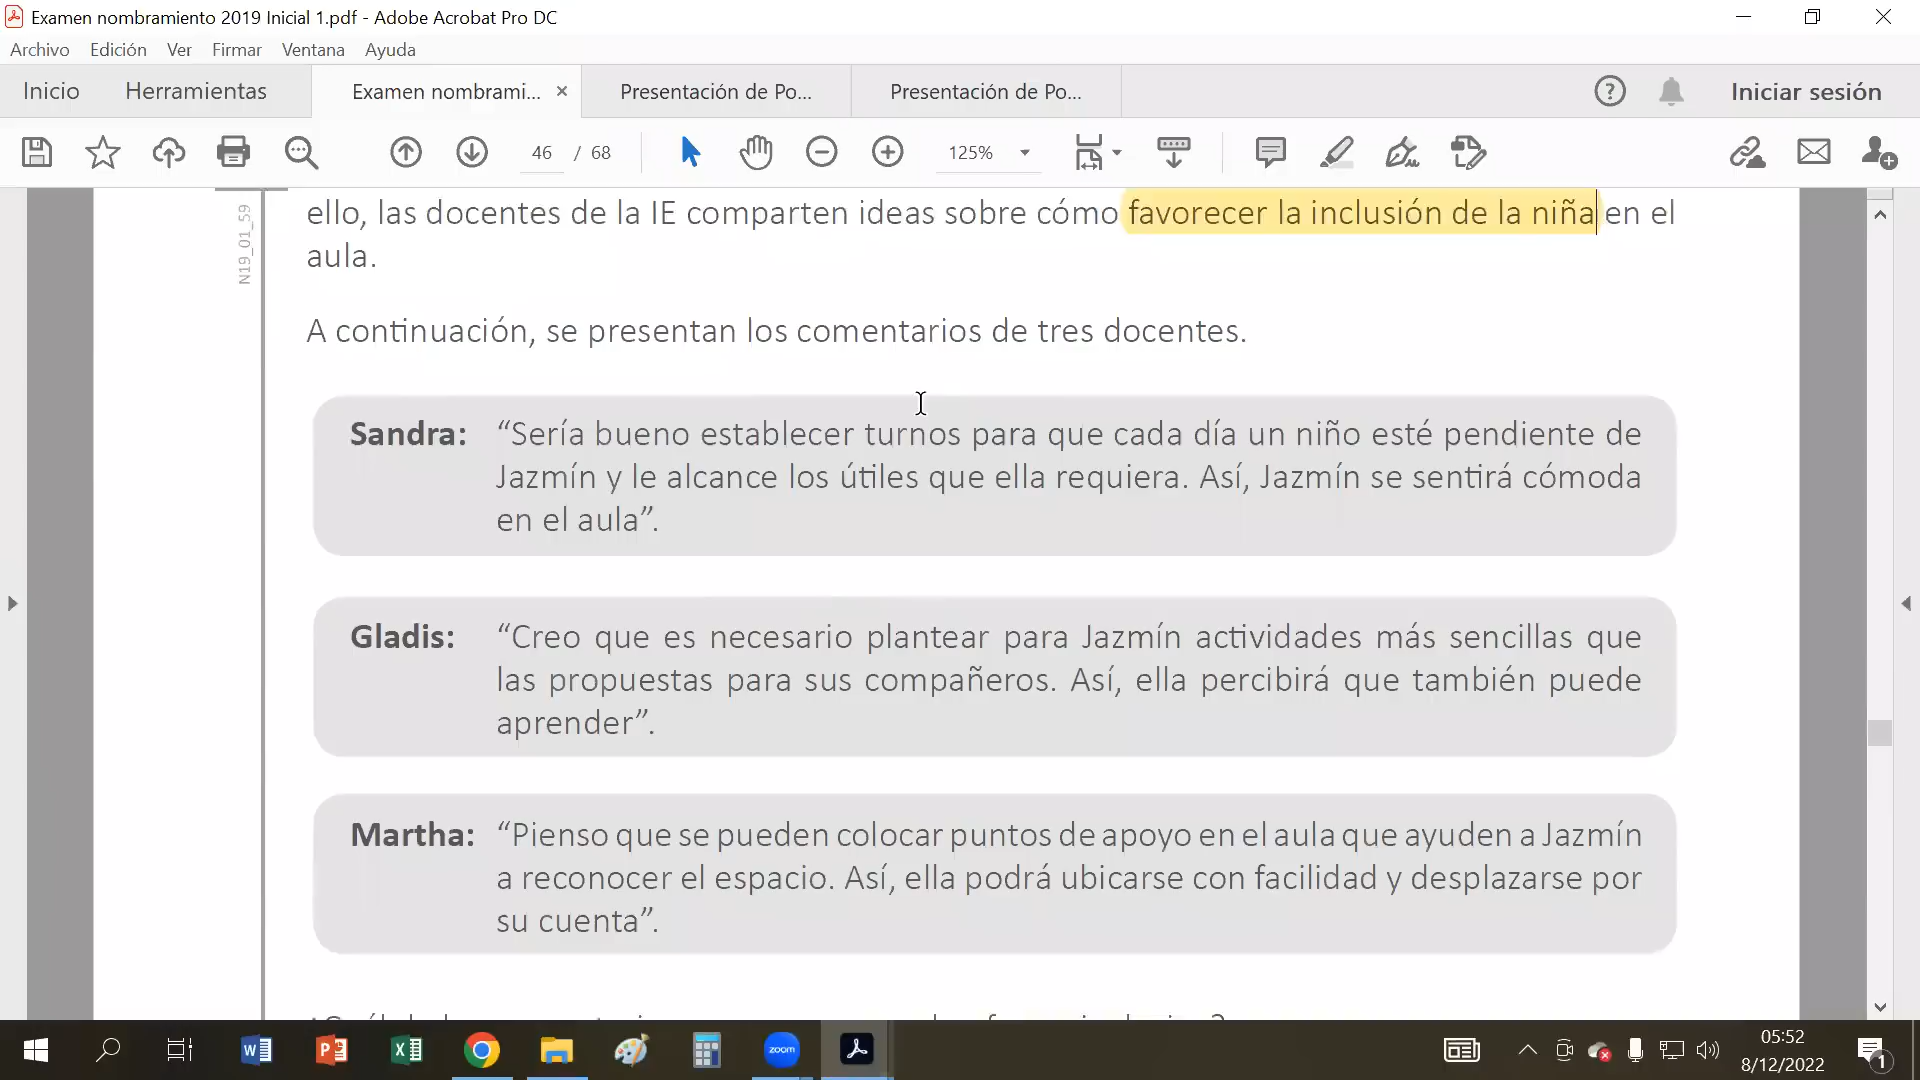 Examen nombramiento 2019 Inicial 1.pdf - Adobe Acrobat Pro DC
Archivo Edición Ver Firmar Ventana Ayuda
Inicio Herramientas Examen nombrami... × Presentación de Po... Presentación de Po... Iniciar sesión
46 / 68 125%
N19_01_59
ello, las docentes de la IE comparten ideas sobre cómo favorecer la inclusión de la niña en el
aula.
A continuación, se presentan los comentarios de tres docentes.
Sandra: “Sería bueno establecer turnos para que cada día un niño esté pendiente de
Jazmín y le alcance los útiles que ella requiera. Así, Jazmín se sentirá cómoda
en el aula”.
Gladis: “Creo que es necesario plantear para Jazmín actividades más sencillas que
las propuestas para sus compañeros. Así, ella percibirá que también puede
aprender”.
Martha: “Pienso que se pueden colocar puntos de apoyo en el aula que ayuden a Jazmín
a reconocer el espacio. Así, ella podrá ubicarse con facilidad y desplazarse por
su cuenta”.
zoom
05:52
8/12/2022
1